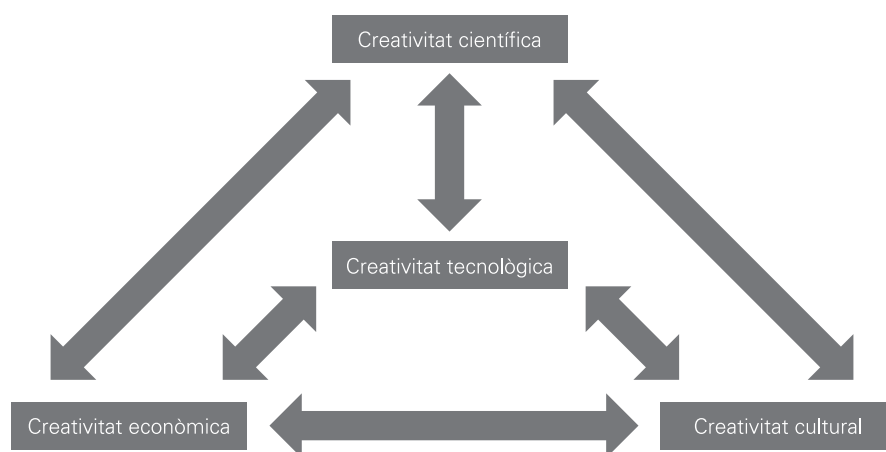 Creativitat científica
Creativitat tecnològica
Creativitat econòmica
Creativitat cultural